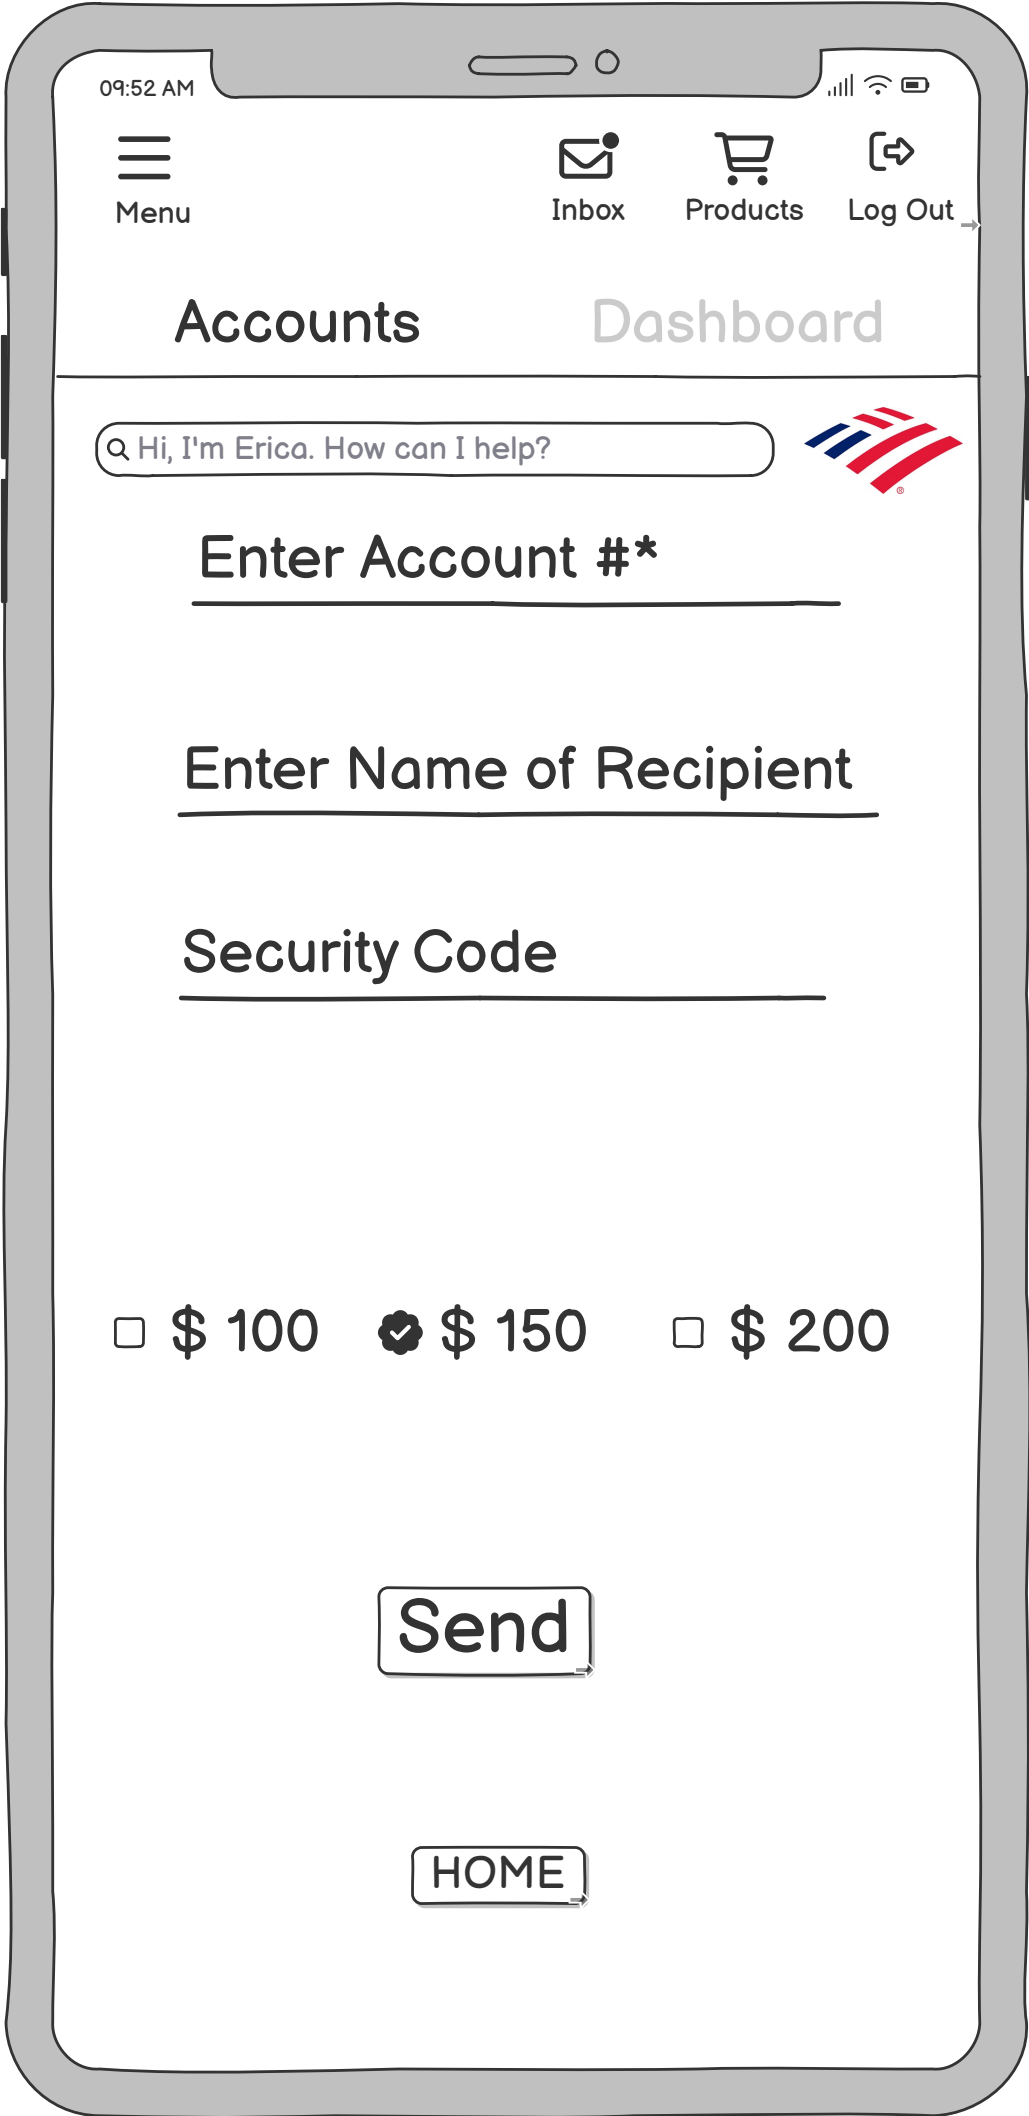 09:52 AM
Menu
Inbox
Products
Log Out
Accounts
Dashboard
Hi, I'm Erica. How can I help?
®
Enter Account #*
Enter Name of Recipient
Security Code
$ 100
$ 150
$ 200
Send
HOME